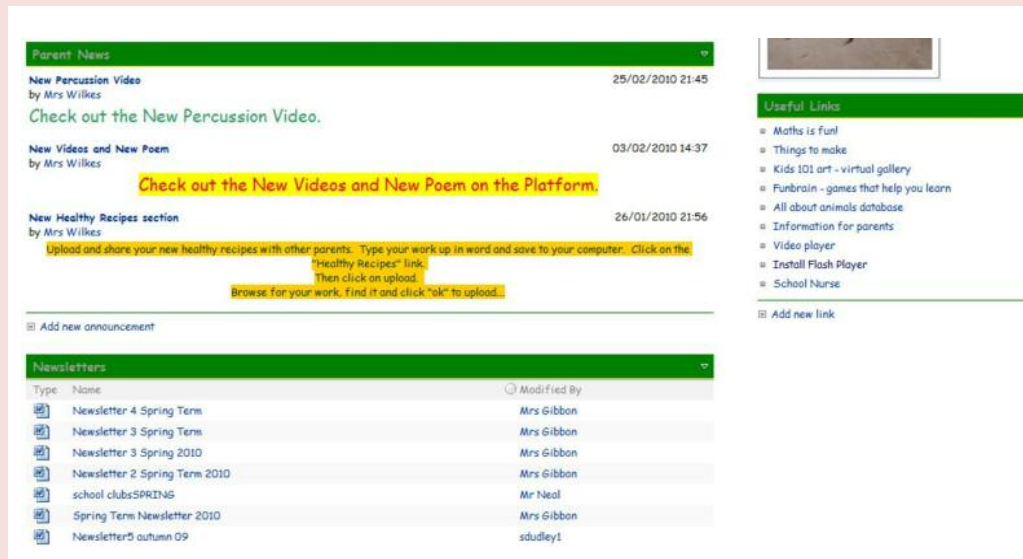 Parent News
New Percussion Video 25/02/2010 21:45
by Mrs Wilkes
Check out the New Percussion Video.
New Videos and New Poem 03/02/2010 14:37
by Mrs Wilkes
Check out the New Videos and New Poem on the Platform.
New Healthy Recipes section 26/01/2010 21:56
by Mrs Wilkes
Upload and share your new healthy recipes with other parents. Type your work up in word and save to your computer. Click on the
"Healthy Recipes" link.
Then click on upload.
Browse for your work, find it and click "ok" to upload...
Add new announcement
Newsletters
Type Name Modified By
Newsletter 4 Spring Term Mrs Gibbon
Newsletter 3 Spring Term Mrs Gibbon
Newsletter 3 Spring 2010 Mrs Gibbon
Newsletter 2 Spring Term 2010 Mrs Gibbon
school clubsSPRING Mr Neal
Spring Term Newsletter 2010 Mrs Gibbon
Newsletter5 autumn 09 sdudley1
Useful Links
Maths is fun!
Things to make
Kids 101 art - virtual gallery
Funbrain - games that help you learn
All about animals database
Information for parents
Video player
Install Flash Player
School Nurse
Add new link